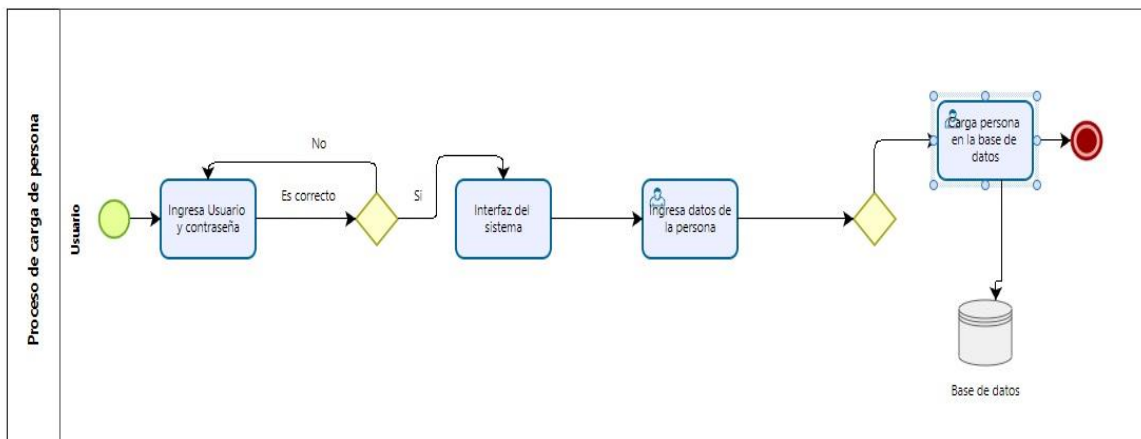 Proceso de carga de persona
Usuario
Ingresa Usuario
y contraseña
No
Es correcto
Si
Interfaz del
sistema
Ingresa datos de
la persona
Carga persona
en la base de
datos
Base de datos